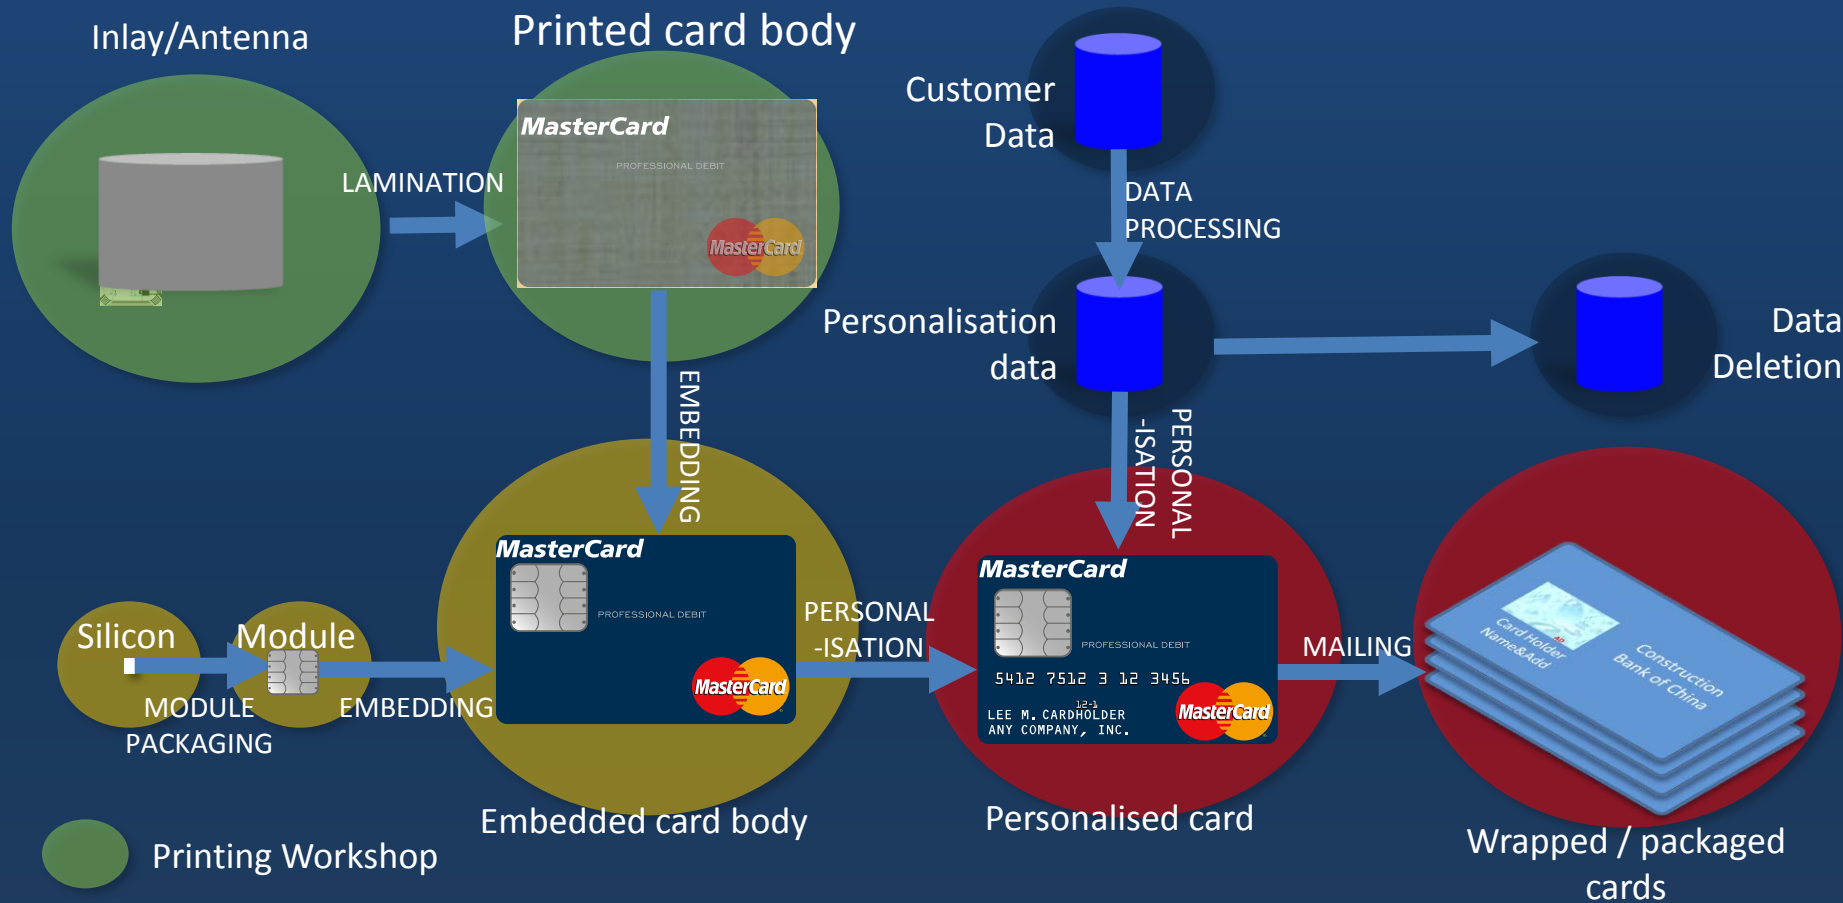 Inlay/Antenna
Printed card body
MasterCard
PROFESSIONAL DEBIT
MasterCard
LAMINATION
Customer
Data
DATA
PROCESSING
Personalisation
data
Data
Deletion
EMBEDDING
PERSONAL
-ISATION
Silicon
Module
MODULE
PACKAGING
EMBEDDING
MasterCard
PROFESSIONAL DEBIT
MasterCard
Embedded card body
PERSONAL
-ISATION
MasterCard
PROFESSIONAL DEBIT
5412 7512 3 12 3456
12-1
LEE M. CARDHOLDER
ANY COMPANY, INC.
MasterCard
Personalised card
MAILING
Card Holder
Name&Add
Construction
Bank of China
Wrapped / packaged
cards
Printing Workshop